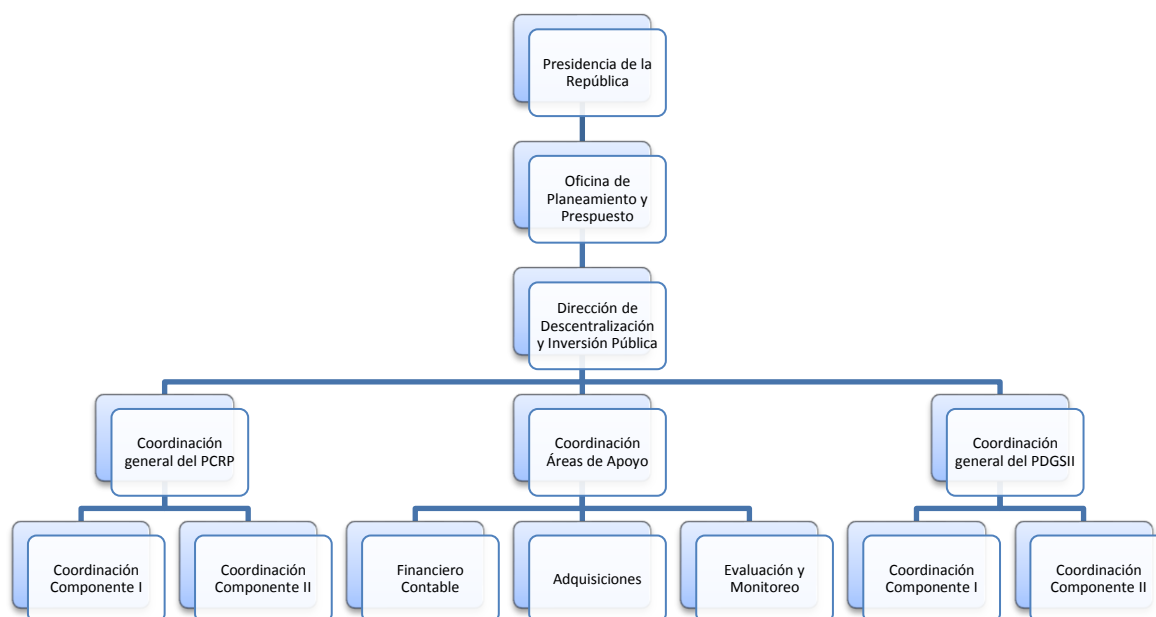 Presidencia de la
República
Oficina de
Planeamiento y
Prespuesto
Dirección de
Descentralización
y Inversión Pública
Coordinación
general del PCRP
Coordinación
Áreas de Apoyo
Coordinación
general del PDGSII
Coordinación
Componente I
Coordinación
Componente II
Financiero
Contable
Adquisiciones
Evaluación y
Monitoreo
Coordinación
Componente I
Coordinación
Componente II